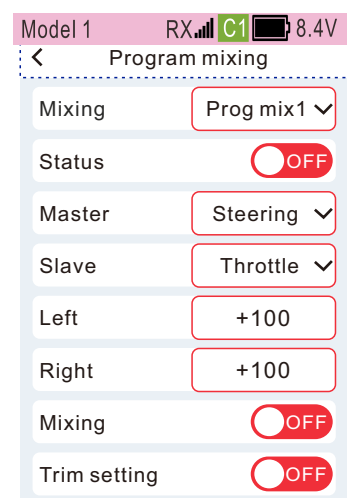 Model 1 RX C1 8.4V
Program mixing
Mixing Prog mix1
Status OFF
Master Steering
Slave Throttle
Left +100
Right +100
Mixing OFF
Trim setting OFF